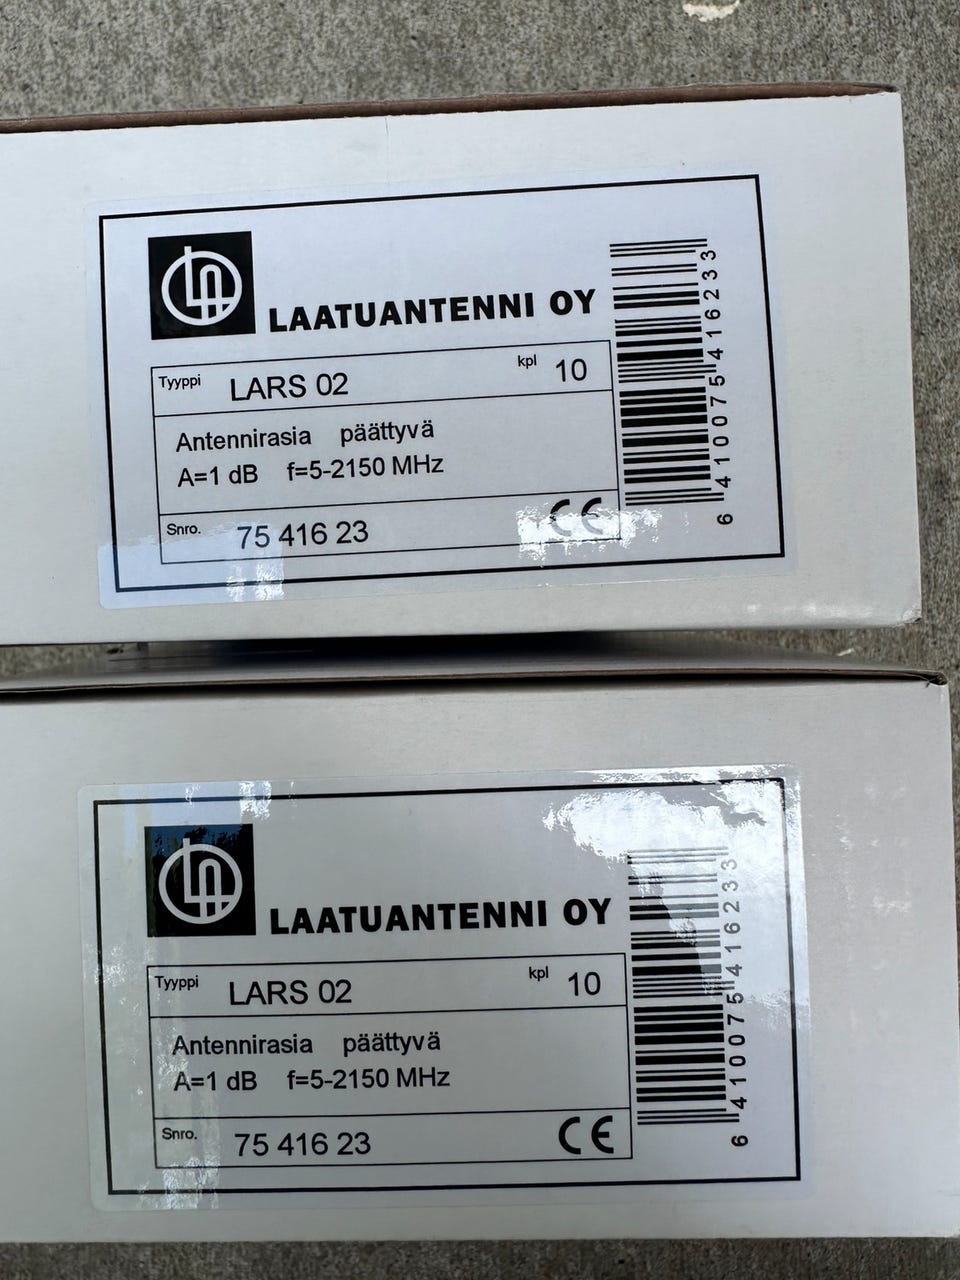 LA
LAATUANTENNI OY
Tyyppi LARS 02 kpl 10
Antennirasia päättyvä
A=1 dB f=5-2150 MHz
Snro. 75 416 23 CE
6 410075 416233
LA
LAATUANTENNI OY
Tyyppi LARS 02 kpl 10
Antennirasia päättyvä
A=1 dB f=5-2150 MHz
Snro. 75 416 23 CE
6 410075 416233